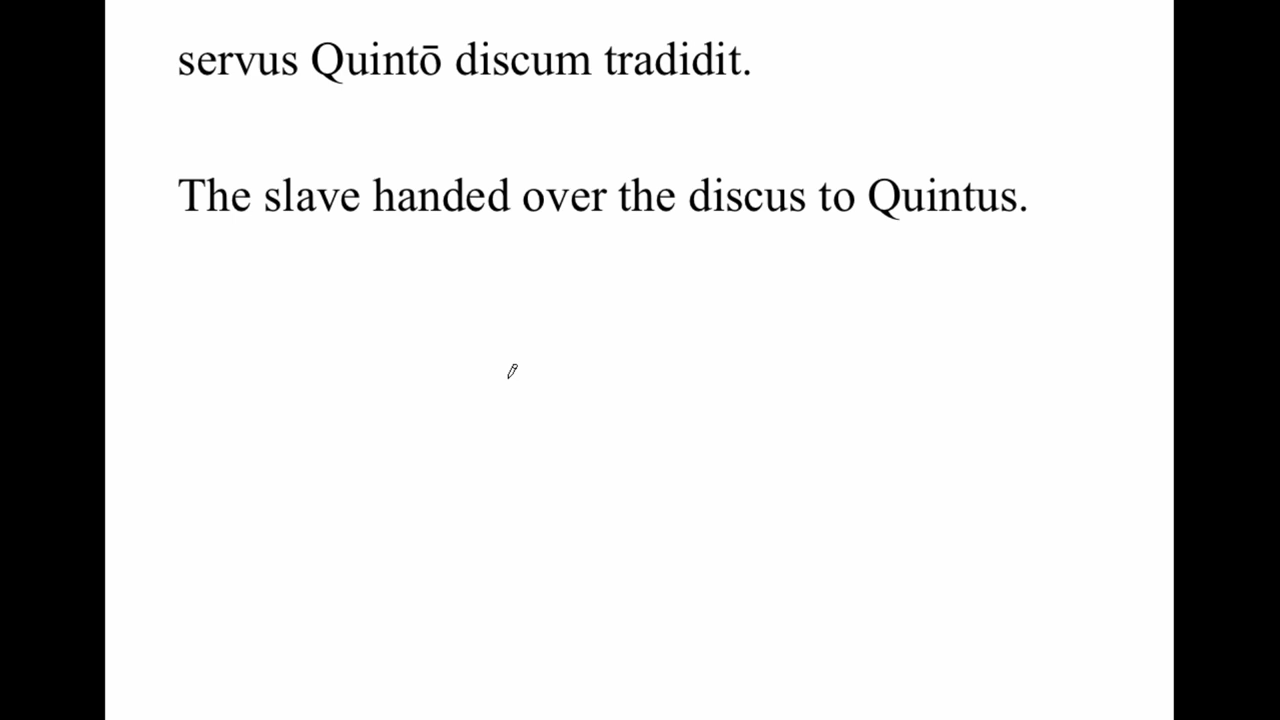 servus Quintō discum tradidit.
The slave handed over the discus to Quintus.